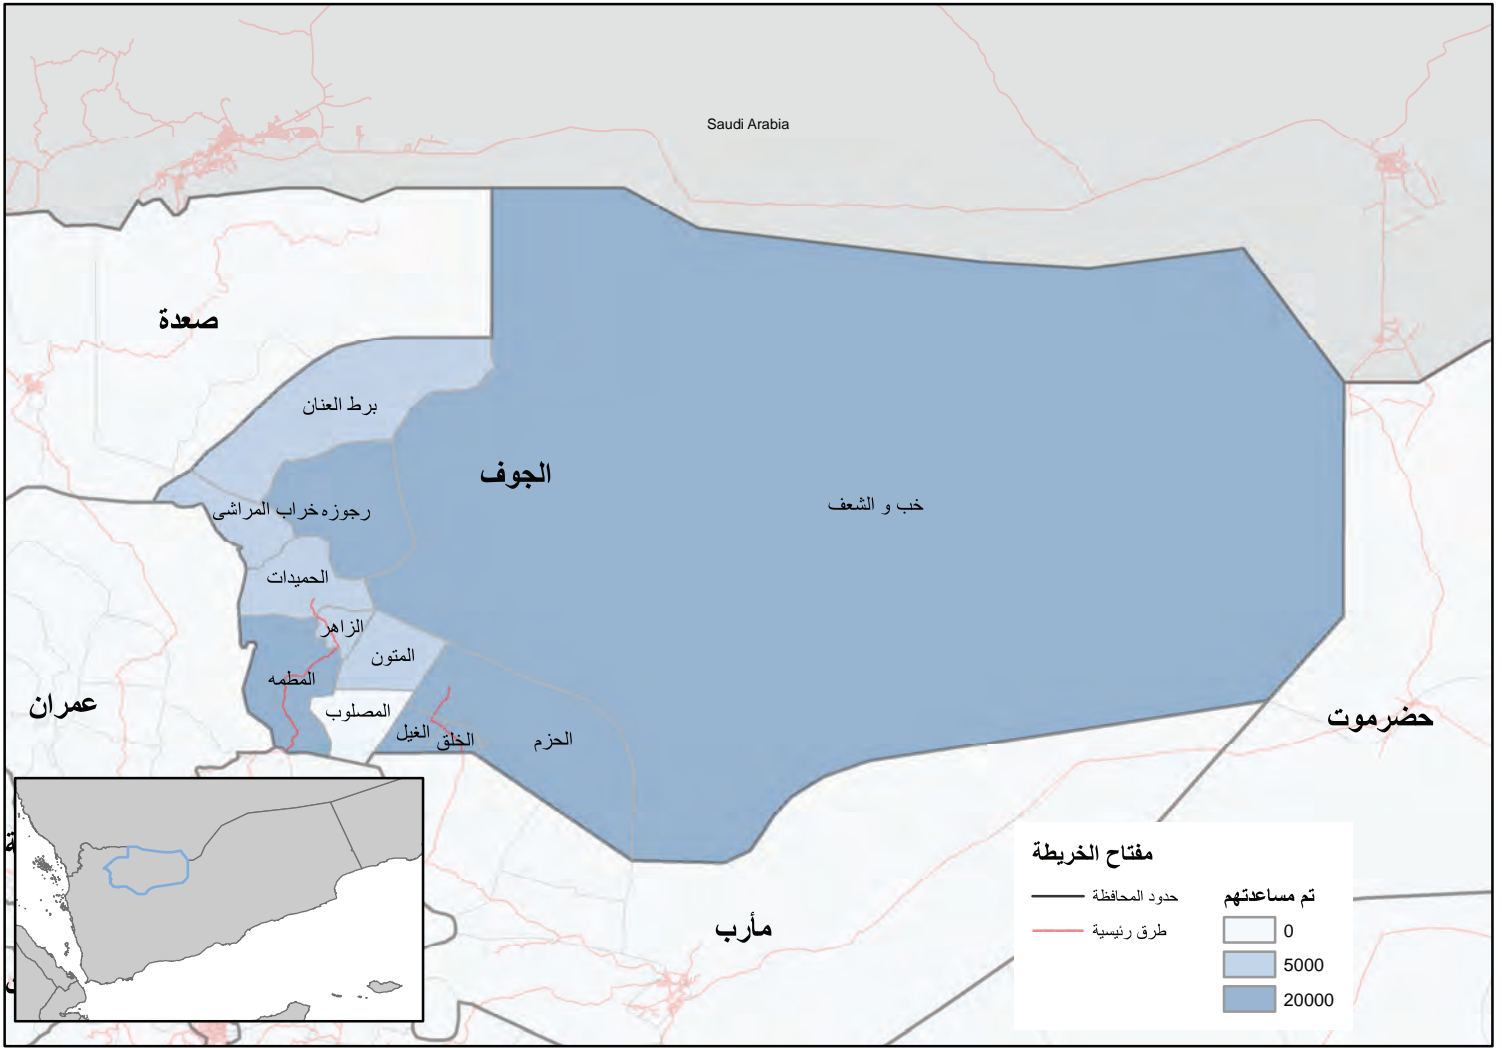 Saudi Arabia
صعدة
برط العنان
الجوف
خب و الشعف
رجوزه
خراب المراشى
الحميدات
الزاهر
المتون
المطمه
المصلوب
الغيل
الخلق
الحزم
عمران
حضرموت
مأرب
مفتاح الخريطة
حدود المحافظة
طرق رئيسية
تم مساعدتهم
0
5000
20000